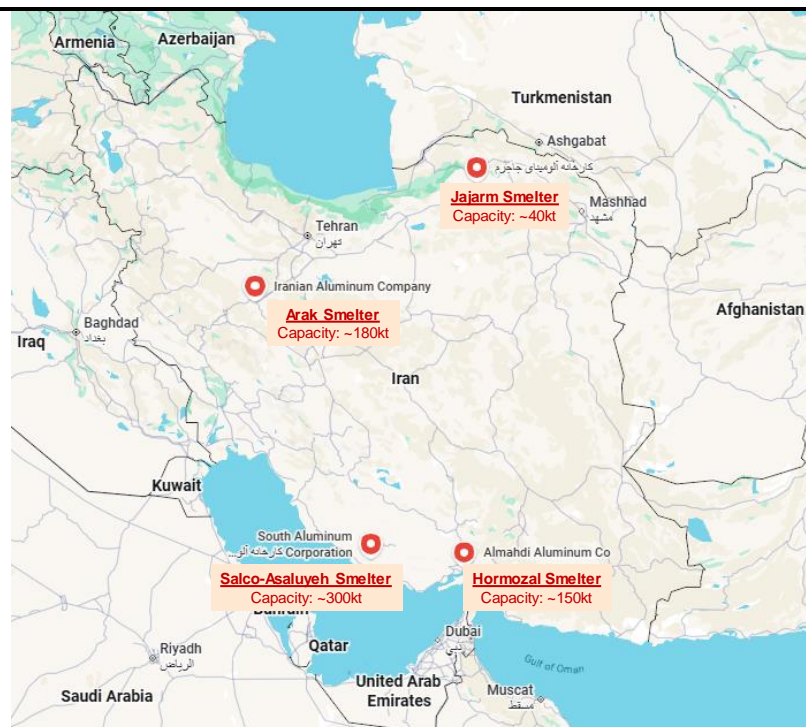 Armenia
Azerbaijan
Turkmenistan
Ashgabat
کارخانه آلومینای جاجرم
Jajarm Smelter
Capacity: ~40kt
Mashhad
مشهد
Tehran
تهران
Iranian Aluminum Company
Arak Smelter
Capacity: ~180kt
Afghanistan
Baghdad
بغداد
Iraq
Iran
Kuwait
South Aluminum
Corporation کارخانه آلو...
Almahdi Aluminum Co
Salco-Asaluyeh Smelter
Capacity: ~300kt
Hormozal Smelter
Capacity: ~150kt
Bahrain
Dubai
دبي
Qatar
Riyadh
الرياض
Gulf of Oman
United Arab
Emirates
Muscat
مسقط
Saudi Arabia